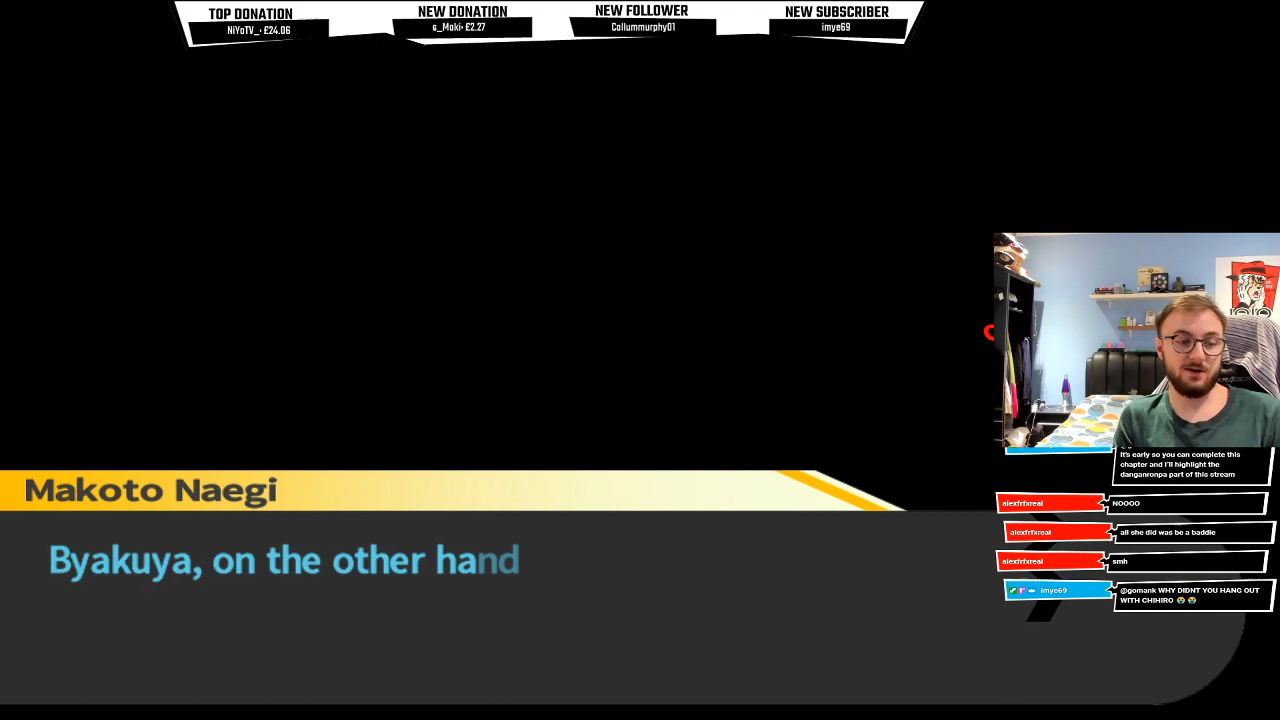 TOP DONATION
NiYoTV_• £24.06
NEW DONATION
s_Maki• £2.27
NEW FOLLOWER
Callummurphy01
NEW SUBSCRIBER
imye69
JOJO
It's early so you can complete this
chapter and I'll highlight the
danganronpa part of this stream
alexfrfxreal
NOOOO
alexfrfxreal
all she did was be a baddie
alexfrfxreal
smh
imye69
@gomank WHY DIDNT YOU HANG OUT
WITH CHIHIRO 😭 😭
Makoto Naegi
Byakuya, on the other hand